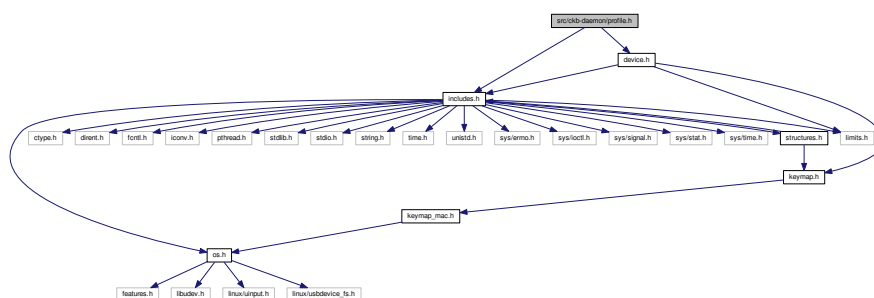 src/ckb-daemon/profile.h
device.h
includes.h
ctype.h
dirent.h
fcntl.h
iconv.h
pthread.h
stdlib.h
stdio.h
string.h
time.h
unistd.h
sys/errno.h
sys/ioctl.h
sys/signal.h
sys/stat.h
sys/time.h
structures.h
limits.h
keymap.h
keymap_mac.h
os.h
features.h
libudev.h
linux/uinput.h
linux/usbdevice_fs.h